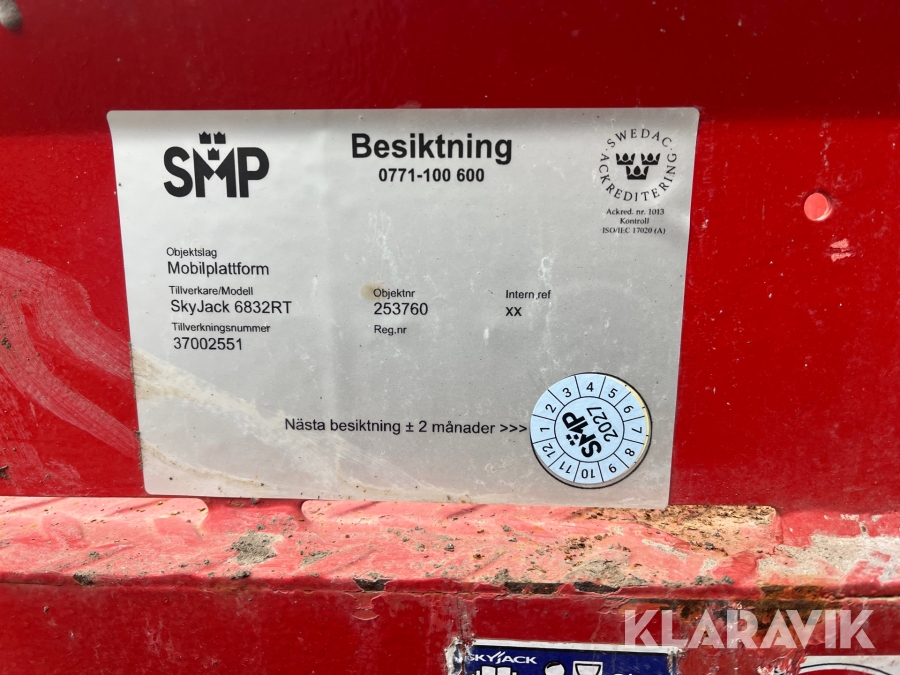 SMP
Besiktning
0771-100 600
SWEDAC ACKREDITERING
Ackred. nr. 1013
Kontroll
ISO/IEC 17020 (A)
Objektslag
Mobilplattform
Tillverkare/Modell
SkyJack 6832RT
Objektnr
253760
Intern ref
xx
Tillverkningsnummer
37002551
Reg.nr
Nästa besiktning ± 2 månader >>>
1 2 3 4 5 6 7 8 9 10 11 12
SMP
2027
KLARAVIK
SKYJACK